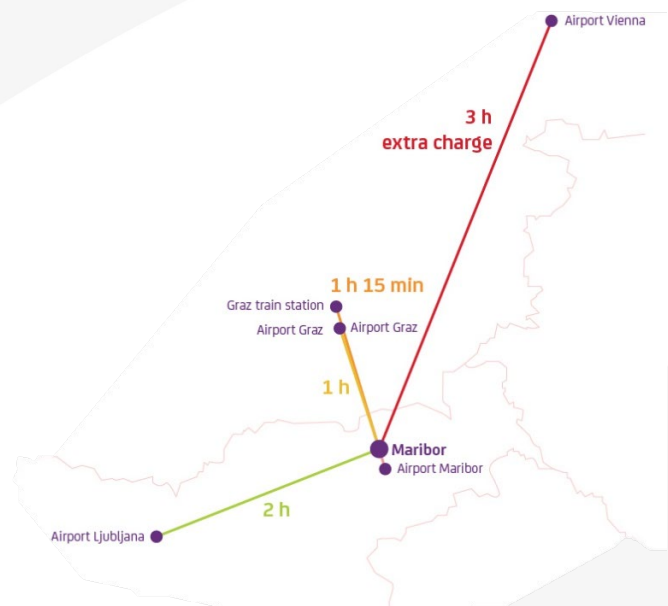 Airport Vienna
3 h
extra charge
1 h 15 min
Graz train station
Airport Graz
Airport Graz
1 h
Maribor
Airport Maribor
2 h
Airport Ljubljana